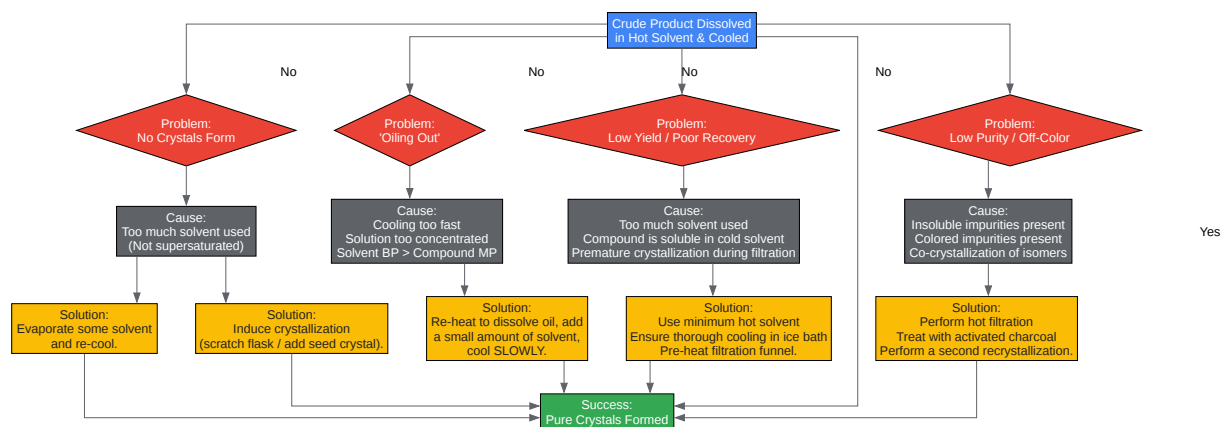 Crude Product Dissolved
in Hot Solvent & Cooled
No
No
No
No
Problem:
No Crystals Form
Problem:
'Oiling Out'
Problem:
Low Yield / Poor Recovery
Problem:
Low Purity / Off-Color
Cause:
Too much solvent used
(Not supersaturated)
Cause:
Cooling too fast
Solution too concentrated
Solvent BP > Compound MP
Cause:
Too much solvent used
Compound is soluble in cold solvent
Premature crystallization during filtration
Cause:
Insoluble impurities present
Colored impurities present
Co-crystallization of isomers
Yes
Solution:
Evaporate some solvent
and re-cool.
Solution:
Induce crystallization
(scratch flask / add seed crystal).
Solution:
Re-heat to dissolve oil, add
a small amount of solvent,
cool SLOWLY.
Solution:
Use minimum hot solvent
Ensure thorough cooling in ice bath
Pre-heat filtration funnel.
Solution:
Perform hot filtration
Treat with activated charcoal
Perform a second recrystallization.
Success:
Pure Crystals Formed